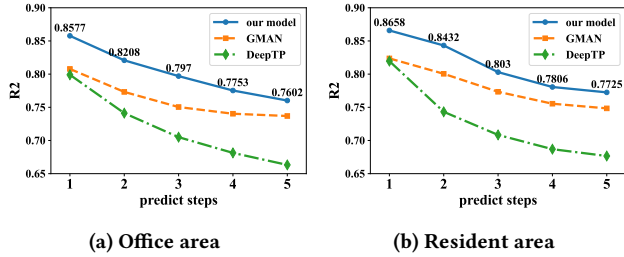 0.90
0.85
0.80
0.75
0.70
0.65
R2
0.8577
0.8208
0.797
0.7753
0.7602
our model
GMAN
DeepTP
1 2 3 4 5
predict steps
(a) Office area
0.90
0.85
0.80
0.75
0.70
0.65
R2
0.8658
0.8432
0.803
0.7806
0.7725
our model
GMAN
DeepTP
1 2 3 4 5
predict steps
(b) Resident area